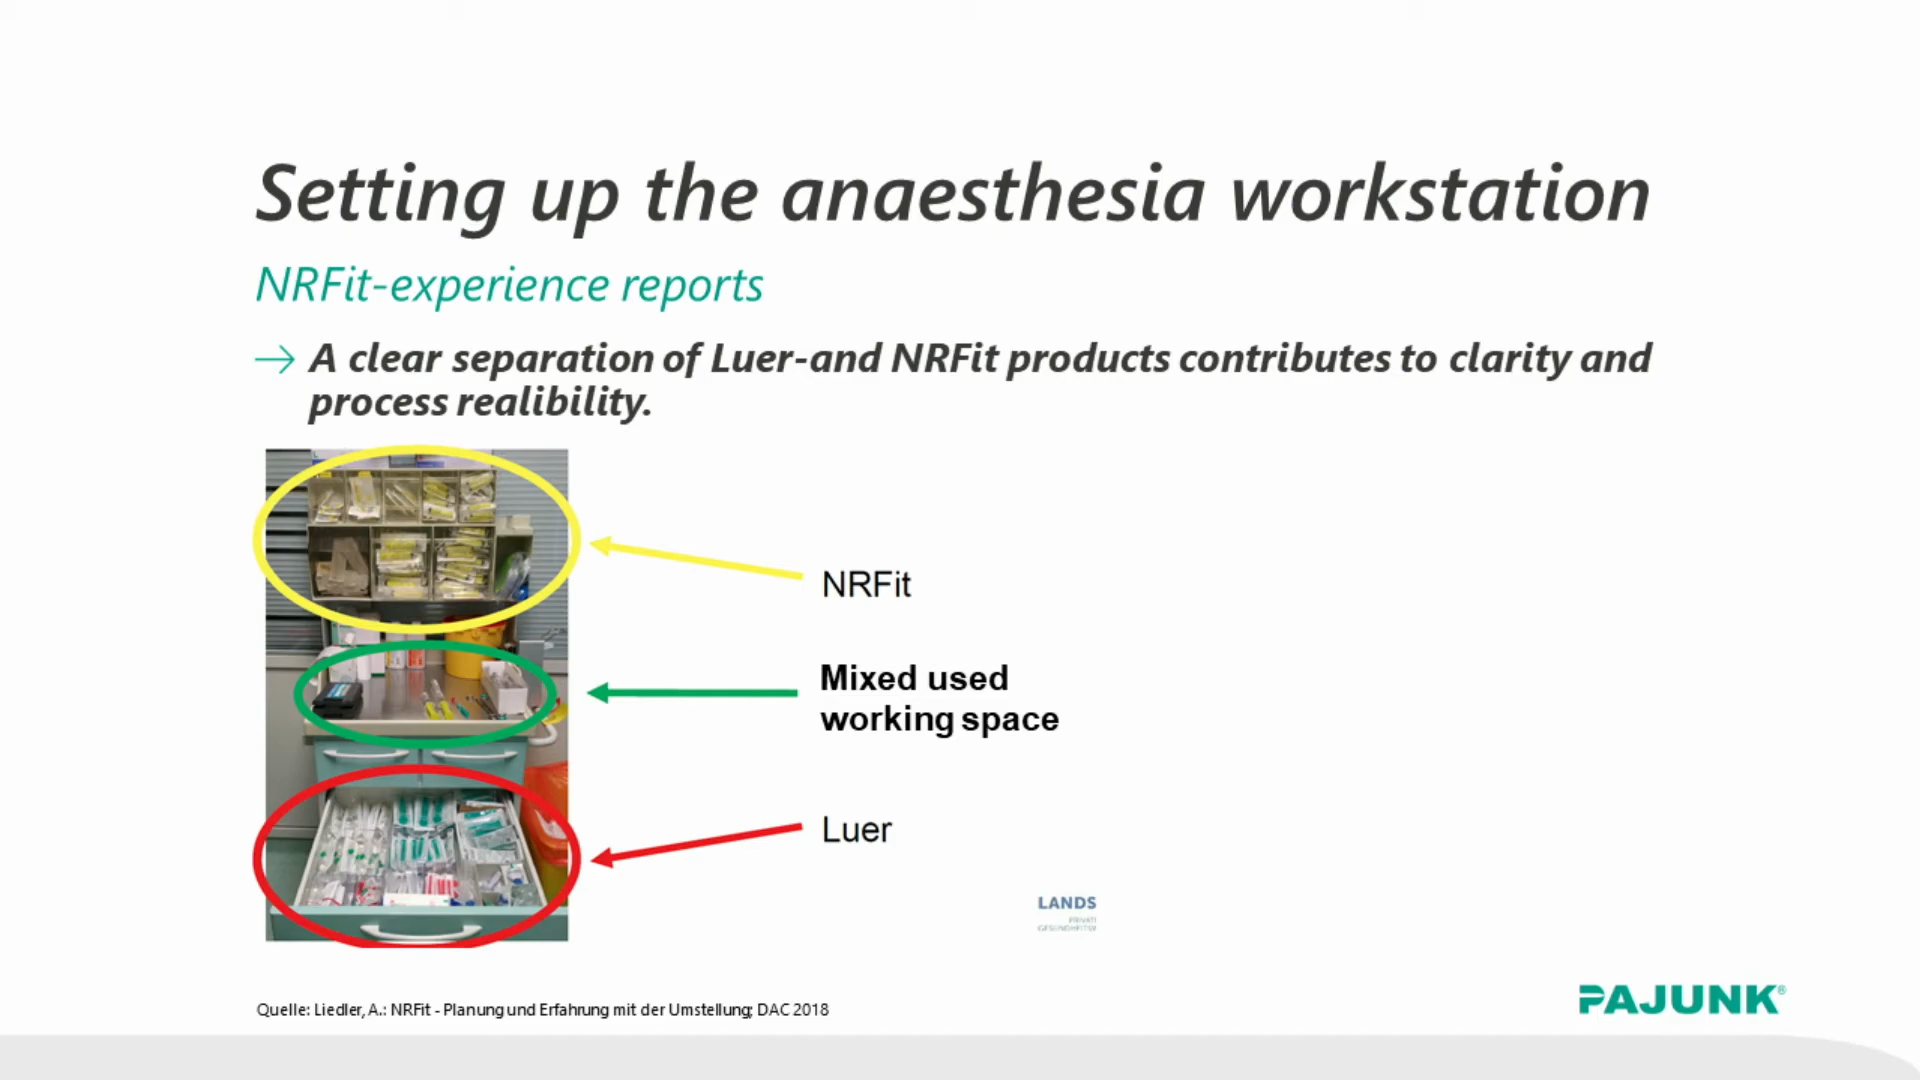 Setting up the anaesthesia workstation
NRFit-experience reports
→ A clear separation of Luer-and NRFit products contributes to clarity and
process realibility.
NRFit
Mixed used
working space
Luer
LANDS
PRIVATE
GESUNDHEITSV
Quelle: Liedler, A.: NRFit - Planung und Erfahrung mit der Umstellung; DAC 2018
PAJUNK®